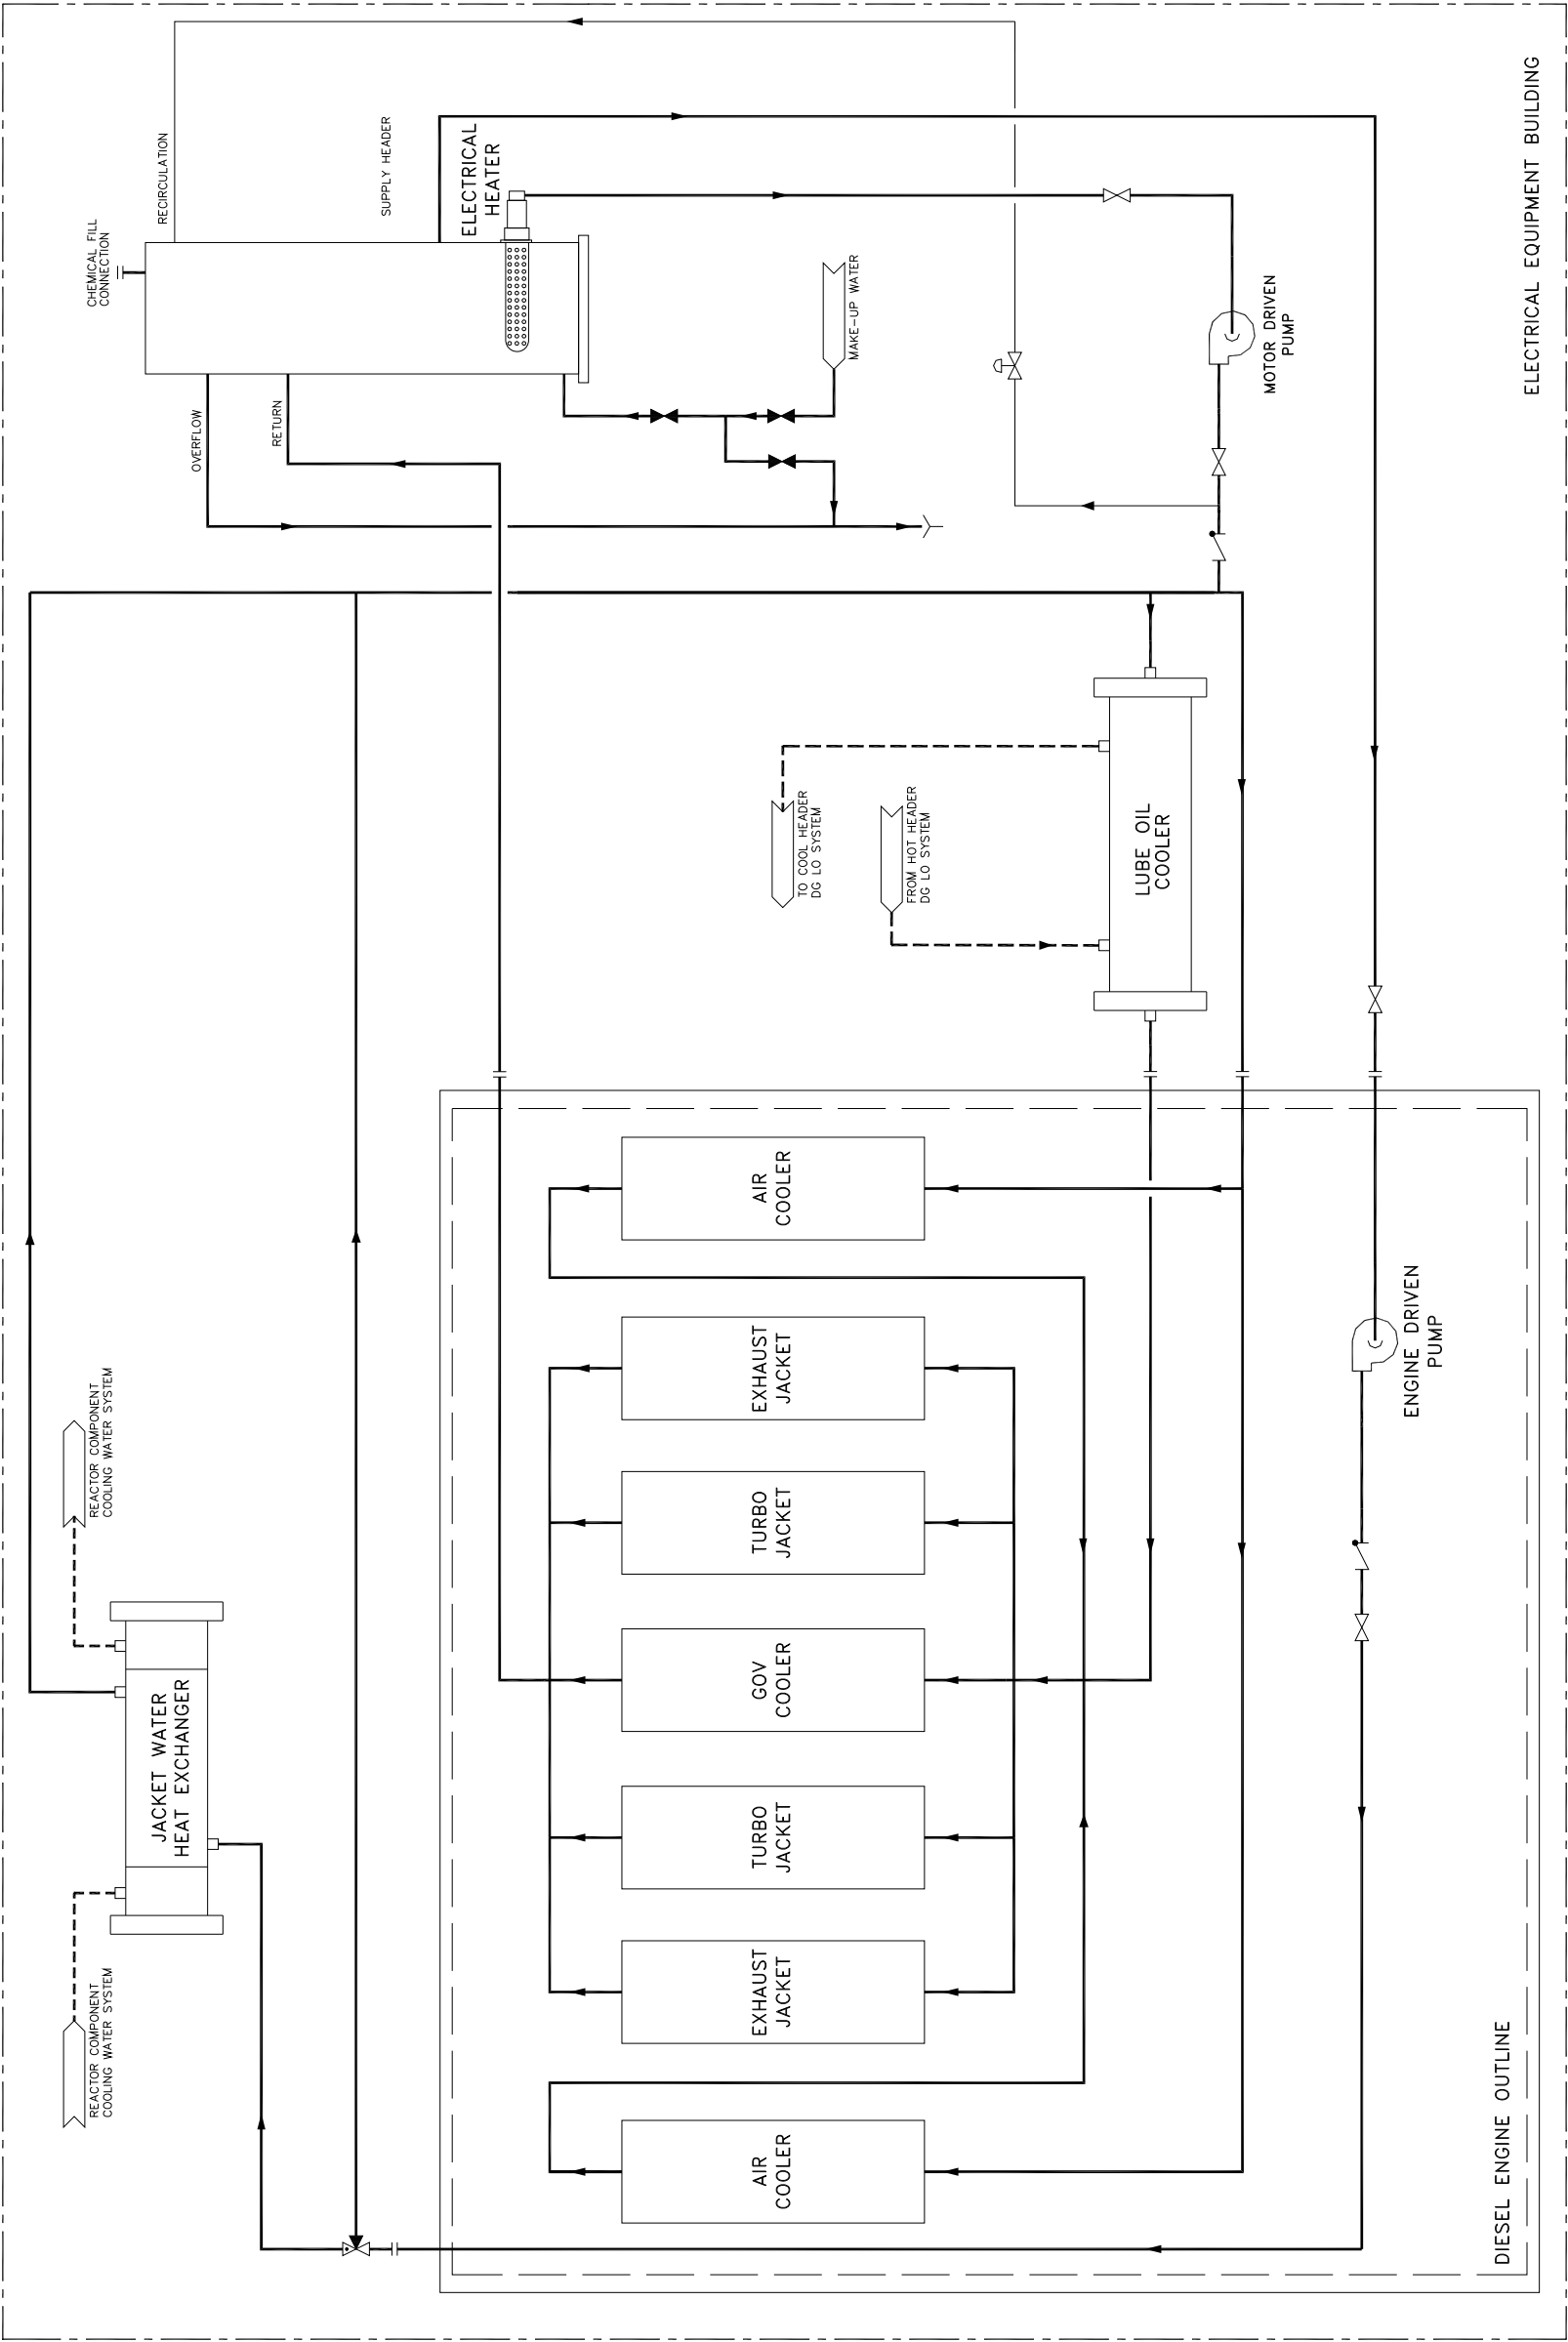 CHEMICAL FILL
CONNECTION
RECIRCULATION
SUPPLY HEADER
ELECTRICAL
HEATER
OVERFLOW
RETURN
MAKE-UP WATER
MOTOR DRIVEN
PUMP
ELECTRICAL EQUIPMENT BUILDING
TO COOL HEADER
DG LO SYSTEM
FROM HOT HEADER
DG LO SYSTEM
LUBE OIL
COOLER
REACTOR COMPONENT
COOLING WATER SYSTEM
JACKET WATER
HEAT EXCHANGER
REACTOR COMPONENT
COOLING WATER SYSTEM
AIR
COOLER
EXHAUST
JACKET
TURBO
JACKET
GOV
COOLER
TURBO
JACKET
EXHAUST
JACKET
AIR
COOLER
ENGINE DRIVEN
PUMP
DIESEL ENGINE OUTLINE